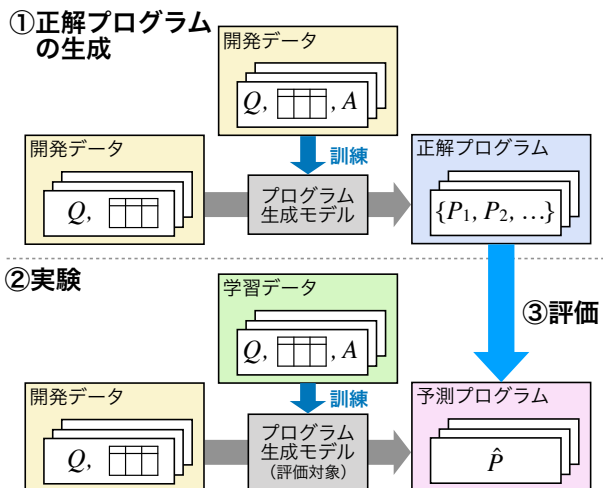 ①正解プログラム
の生成
開発データ
Q, , A
訓練
開発データ
Q,
プログラム
生成モデル
正解プログラム
{P₁, P₂, …}
②実験
学習データ
Q, , A
訓練
③評価
開発データ
Q,
プログラム
生成モデル
（評価対象）
予測プログラム
P̂